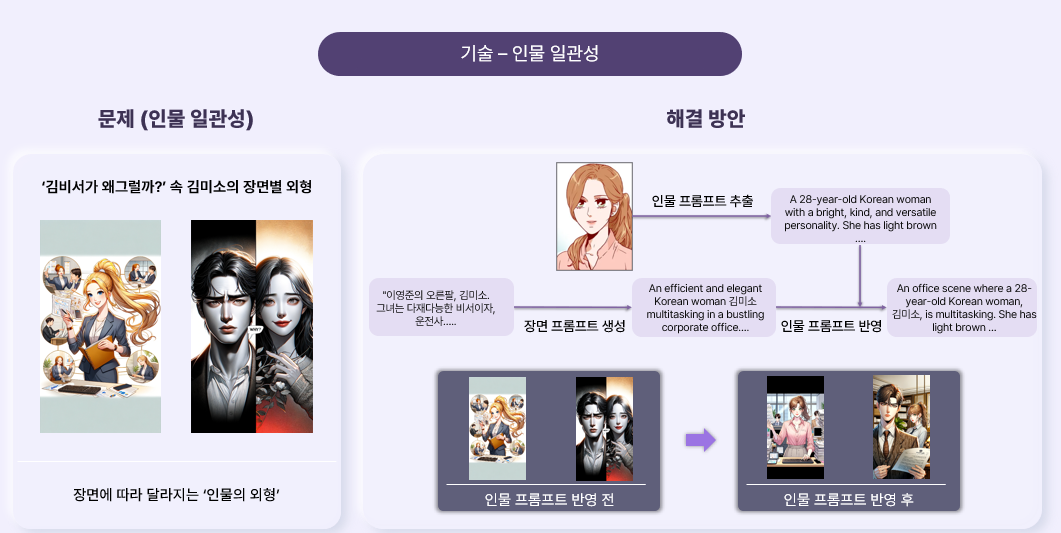 기술 – 인물 일관성
문제 (인물 일관성)
‘김비서가 왜그럴까?’ 속 김미소의 장면별 외형
WHY?
장면에 따라 달라지는 ‘인물의 외형’
해결 방안
인물 프롬프트 추출
A 28-year-old Korean woman
with a bright, kind, and versatile
personality. She has light brown
....
"이영준의 오른팔, 김미소.
그녀는 다재다능한 비서이자,
운전사.....
장면 프롬프트 생성
An efficient and elegant
Korean woman 김미소
multitasking in a bustling
corporate office....
인물 프롬프트 반영
An office scene where a 28-
year-old Korean woman,
김미소, is multitasking. She has
light brown ...
인물 프롬프트 반영 전
인물 프롬프트 반영 후